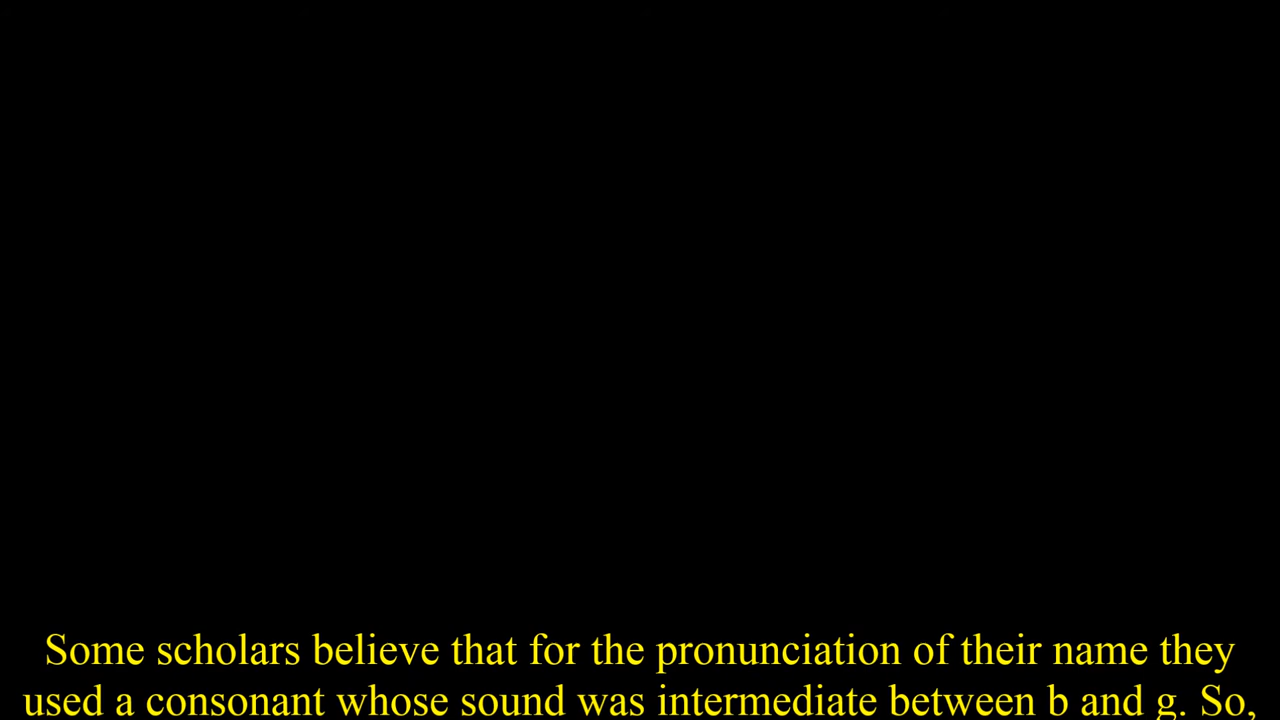 Some scholars believe that for the pronunciation of their name they
used a consonant whose sound was intermediate between b and g. So,